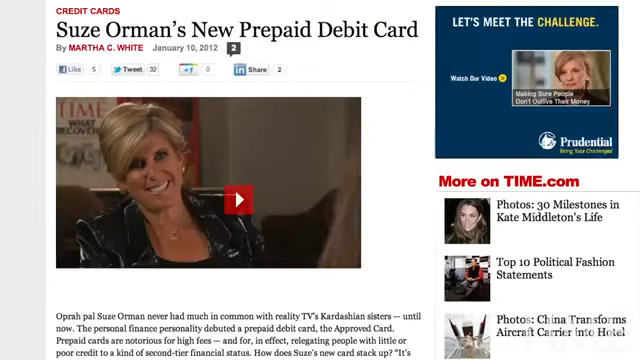 CREDIT CARDS
Suze Orman's New Prepaid Debit Card
By MARTHA C. WHITE January 10, 2012 2
Like 5 Tweet 32 +1 0 in Share 2
TIME
WHAT
RECOVER
Oprah pal Suze Orman never had much in common with reality TV's Kardashian sisters — until
now. The personal finance personality debuted a prepaid debit card, the Approved Card.
Prepaid cards are notorious for high fees — and for, in effect, relegating people with little or
poor credit to a kind of second-tier financial status. How does Suze's new card stack up? "It's
LET'S MEET THE CHALLENGE.
Watch Our Video
Making Sure People
Don't Outlive Their Money
Prudential
Bring Your Challenges
More on TIME.com
Photos: 30 Milestones in
Kate Middleton's Life
Top 10 Political Fashion
Statements
Photos: China Transforms
Aircraft Carrier into Hotel